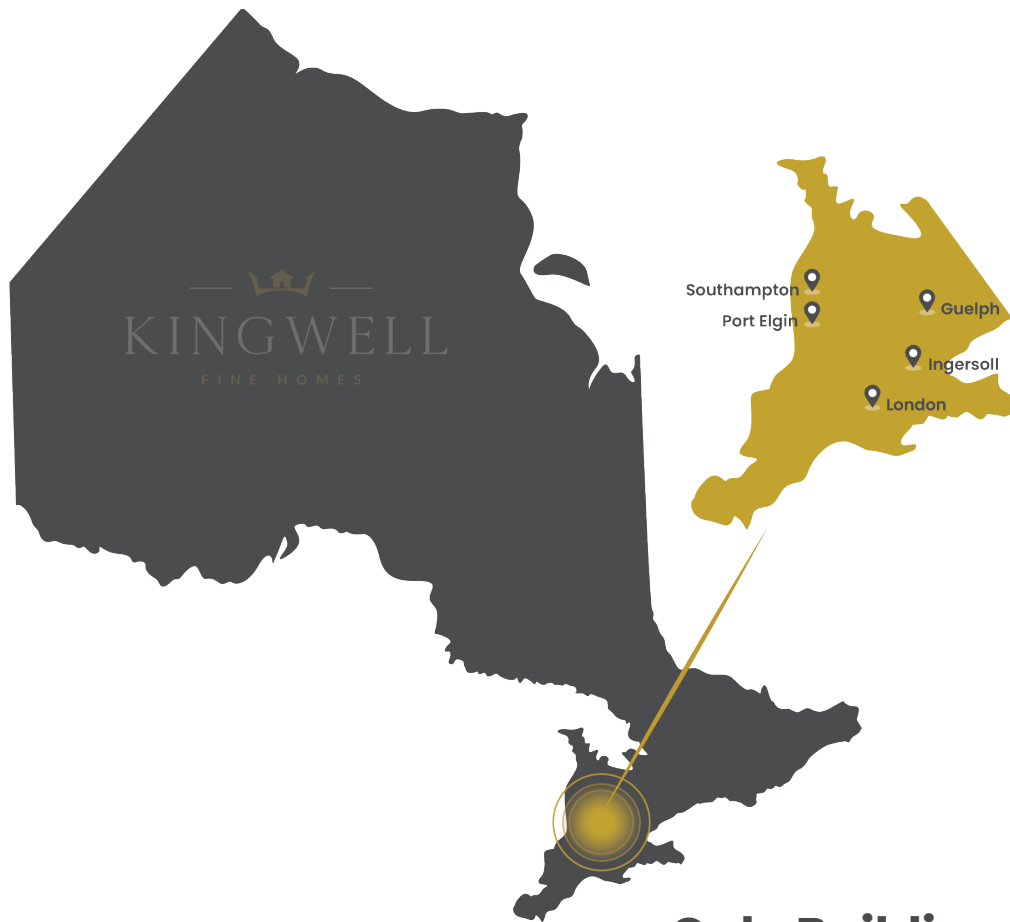 KINGWELL
FINE HOMES
Southampton
Port Elgin
Guelph
Ingersoll
London